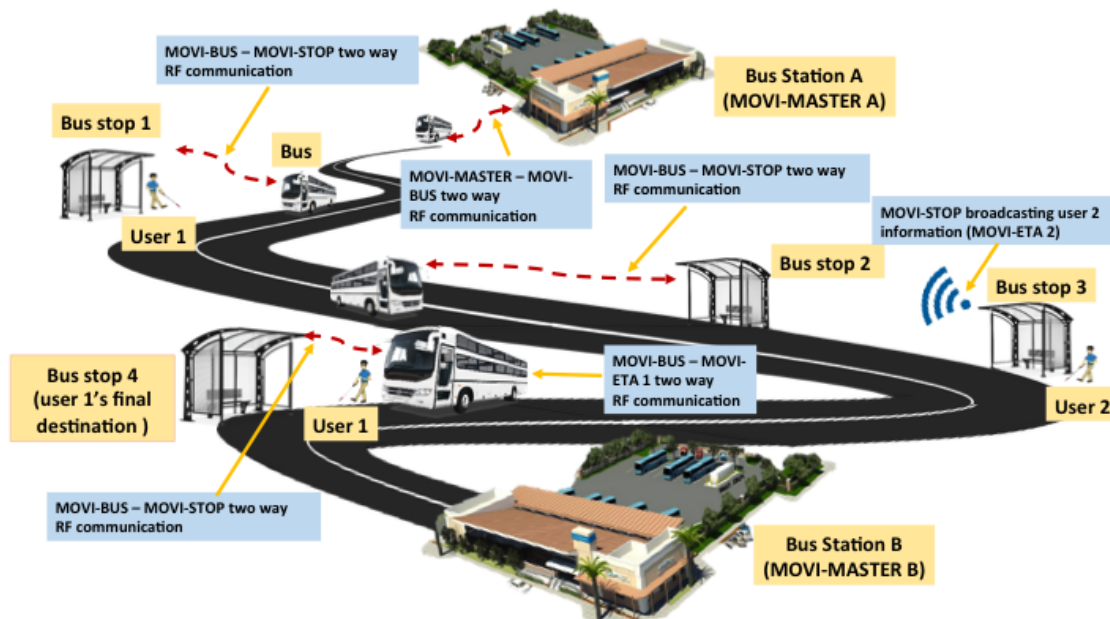 MOVI-BUS – MOVI-STOP two way
RF communication
Bus Station A
(MOVI-MASTER A)
Bus stop 1
Bus
MOVI-MASTER – MOVI-
BUS two way
RF communication
MOVI-BUS – MOVI-STOP two way
RF communication
MOVI-STOP broadcasting user 2
information (MOVI-ETA 2)
User 1
Bus stop 2
Bus stop 3
Bus stop 4
(user 1’s final
destination )
MOVI-BUS – MOVI-
ETA 1 two way
RF communication
User 1
User 2
MOVI-BUS – MOVI-STOP two way
RF communication
Bus Station B
(MOVI-MASTER B)